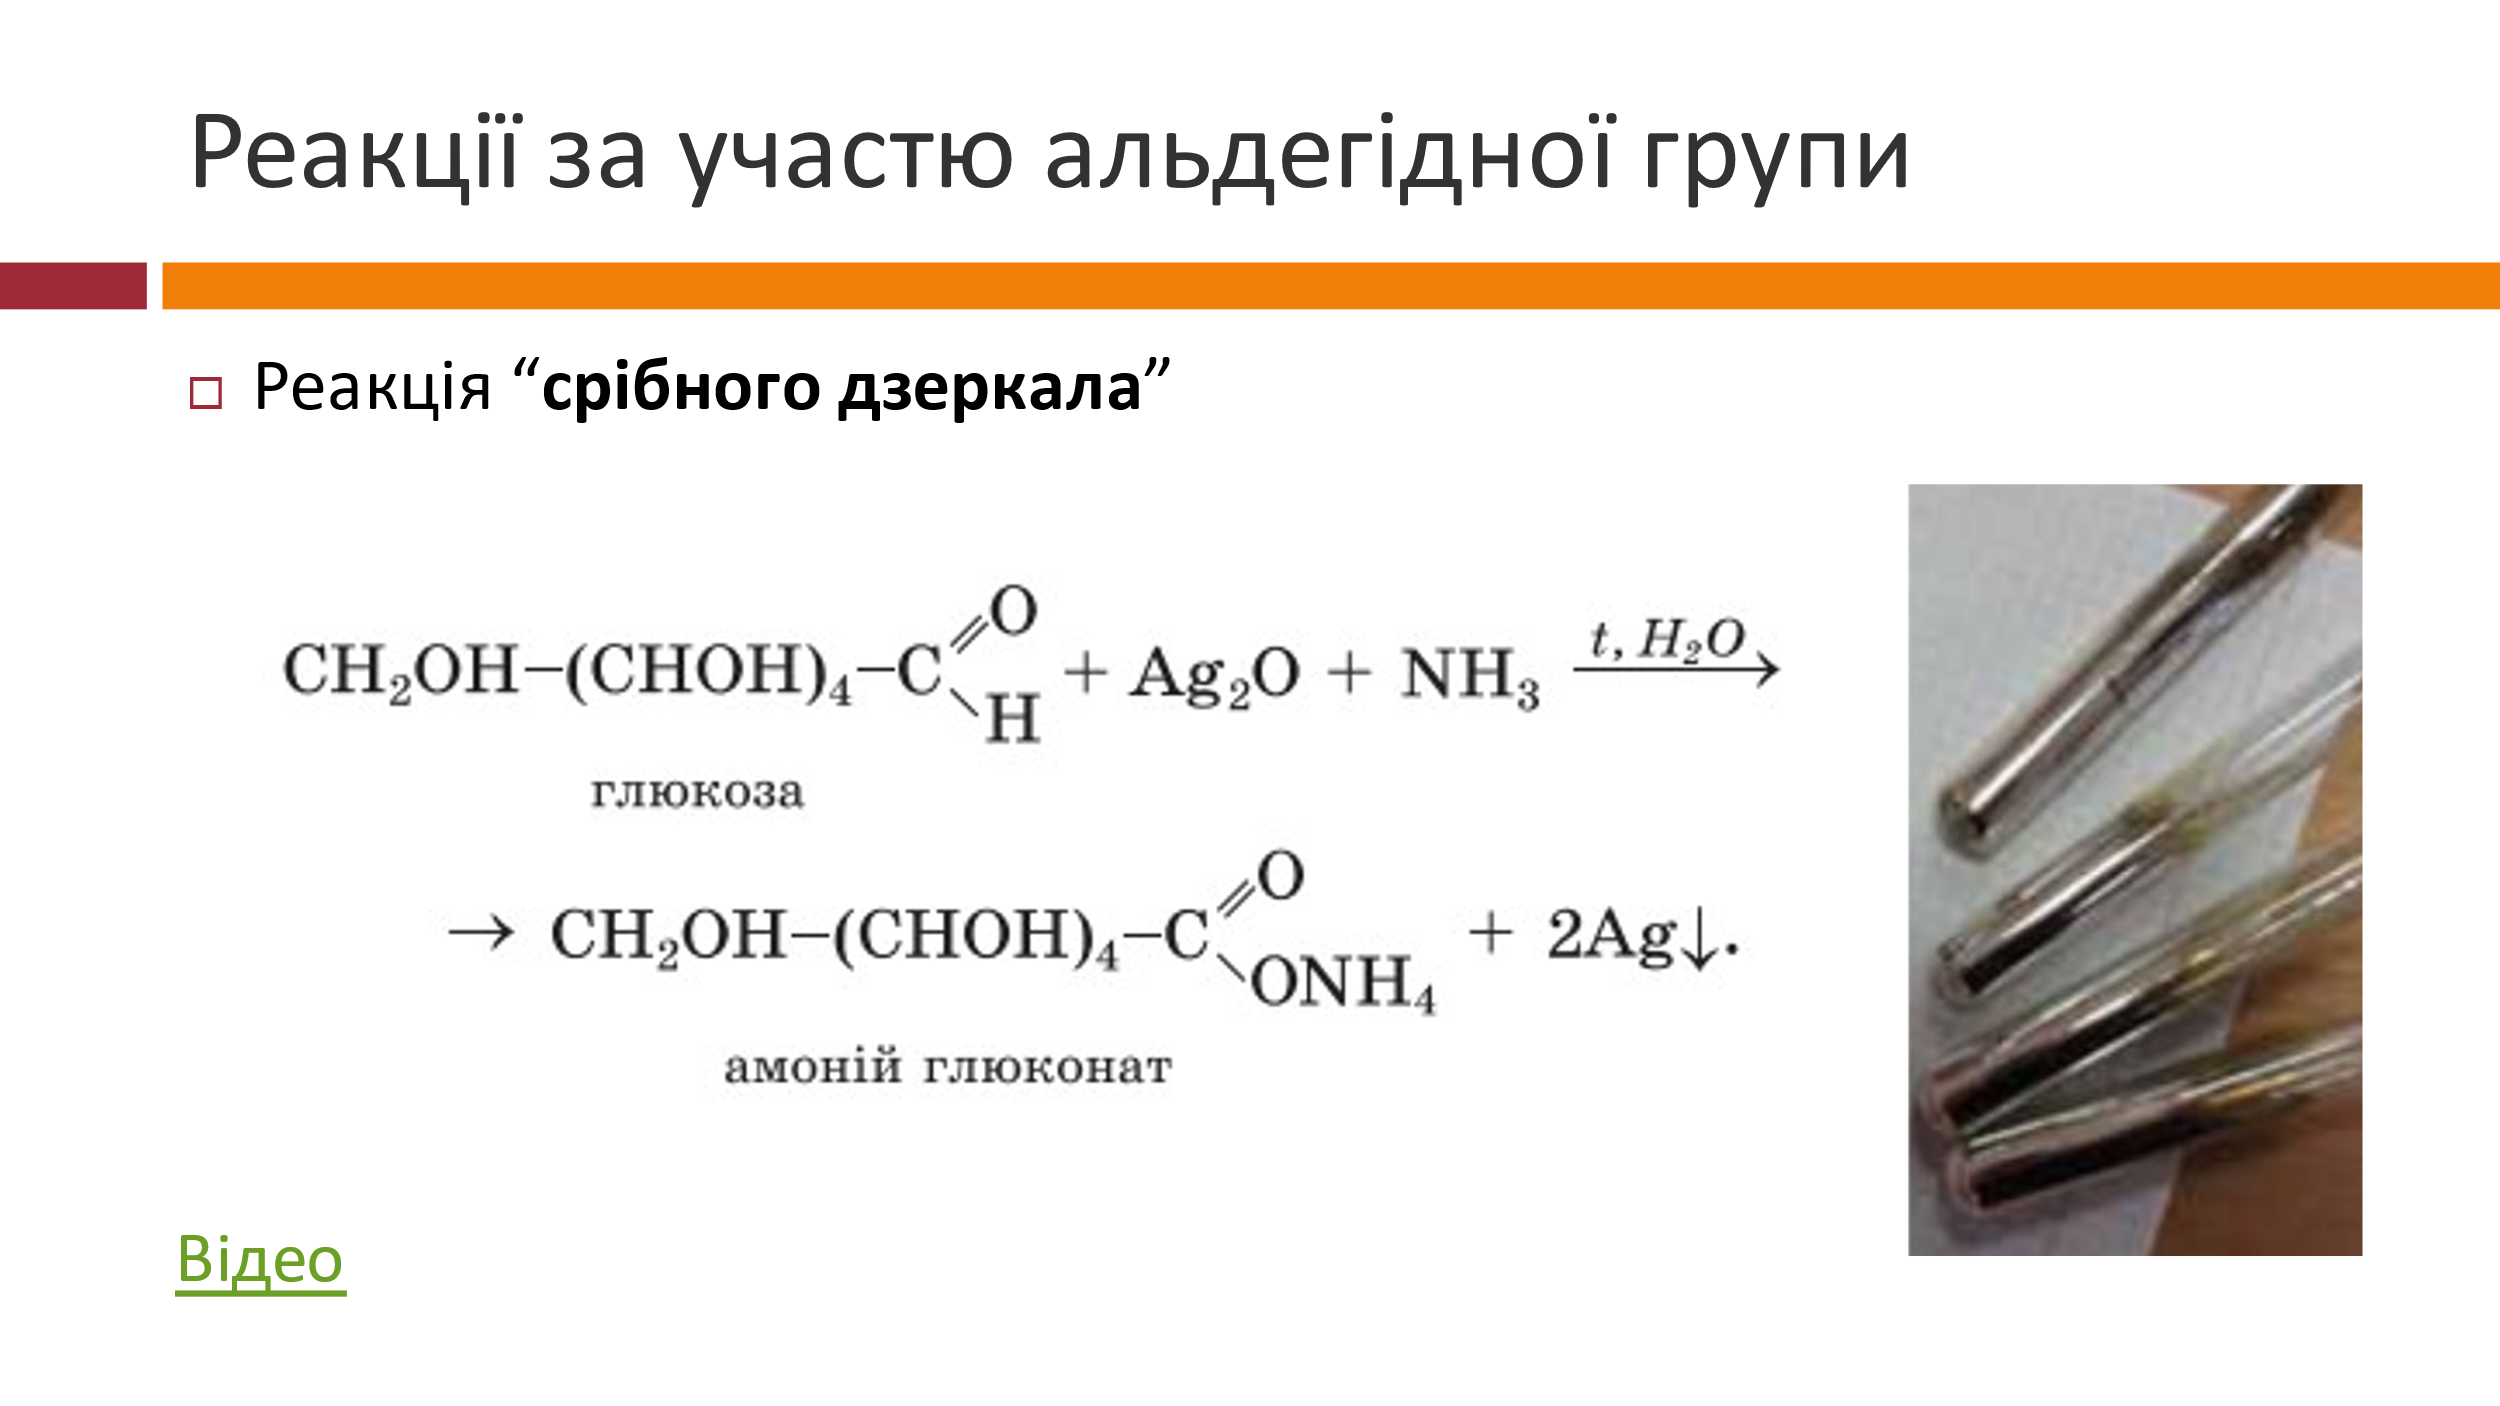 Реакції за участю альдегідної групи
Реакція “срібного дзеркала”
CH₂OH–(CHOH)₄–C(=O)–H + Ag₂O + NH₃ —t, H₂O→
глюкоза
→ CH₂OH–(CHOH)₄–C(=O)–ONH₄ + 2Ag↓.
амоній глюконат
Відео